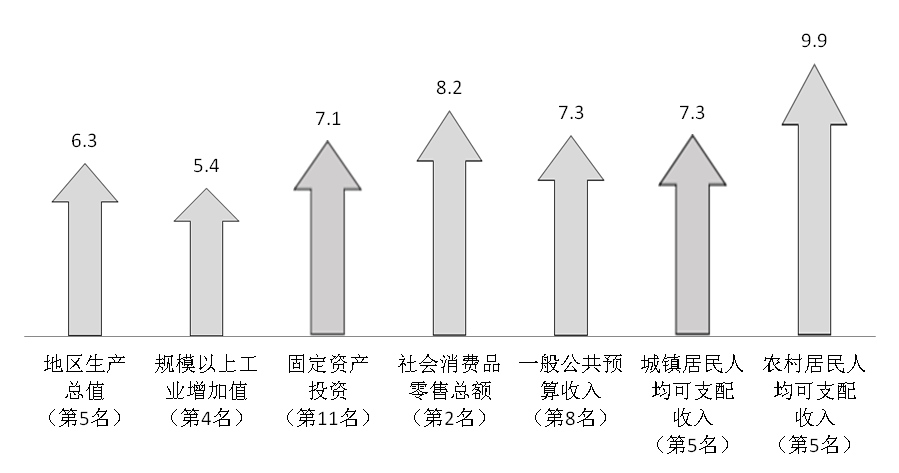 6.3
5.4
7.1
8.2
7.3
7.3
9.9
地区生产
总值
（第5名）
规模以上工
业增加值
（第4名）
固定资产
投资
（第11名）
社会消费品
零售总额
（第2名）
一般公共预
算收入
（第8名）
城镇居民人
均可支配
收入
（第5名）
农村居民人
均可支配
收入
（第5名）